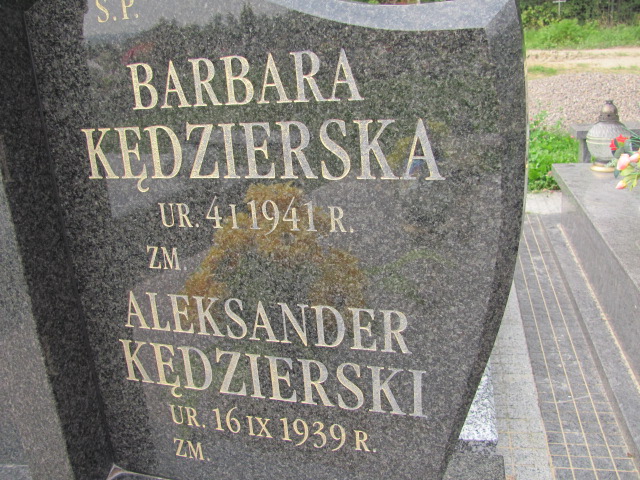 Ś.P.
BARBARA
KĘDZIERSKA
UR. 4 I 1941 R.
ZM.
ALEKSANDER
KĘDZIERSKI
UR. 16 IX 1939 R.
ZM.